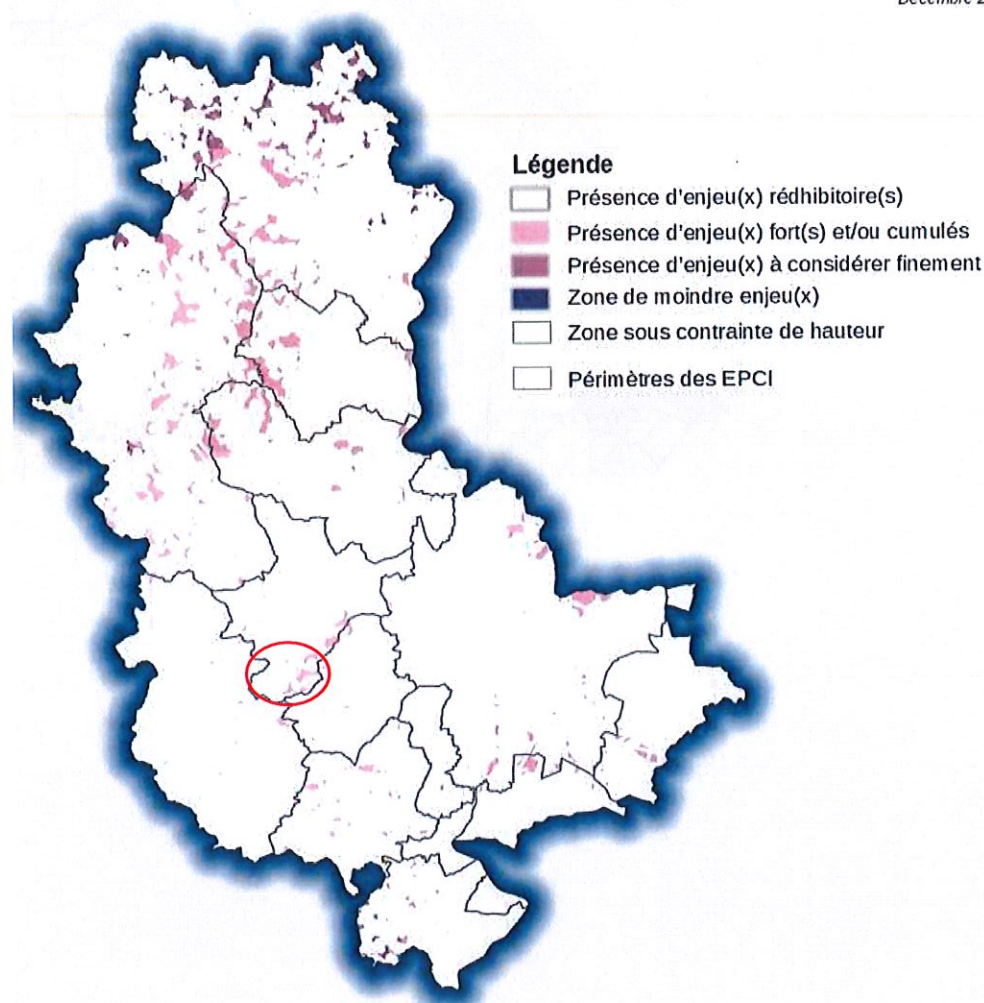 Légende
Présence d'enjeu(x) rédhibitoire(s)
Présence d'enjeu(x) fort(s) et/ou cumulés
Présence d'enjeu(x) à considérer finement
Zone de moindre enjeu(x)
Zone sous contrainte de hauteur
Périmètres des EPCI